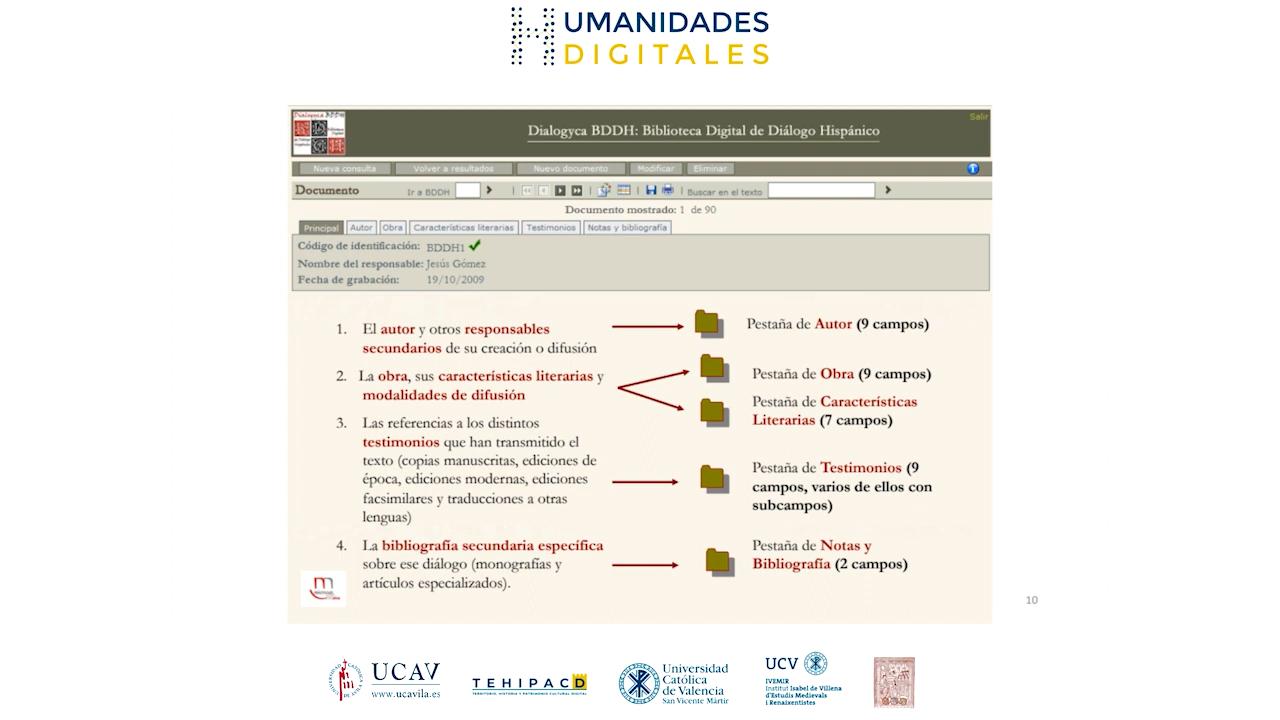 HUMANIDADES
DIGITALES
Dialogyca BDDH
Dialogyca BDDH: Biblioteca Digital de Diálogo Hispánico
Salir
Nueva consulta Volver a resultados Nuevo documento Modificar Eliminar
Documento Ir a BDDH Buscar en el texto
Documento mostrado: 1 de 90
Principal Autor Obra Características literarias Testimonios Notas y bibliografía
Código de identificación: BDDH1
Nombre del responsable: Jesús Gómez
Fecha de grabación: 19/10/2009
1. El autor y otros responsables
secundarios de su creación o difusión
Pestaña de Autor (9 campos)
2. La obra, sus características literarias y
modalidades de difusión
Pestaña de Obra (9 campos)
Pestaña de Características
Literarias (7 campos)
3. Las referencias a los distintos
testimonios que han transmitido el
texto (copias manuscritas, ediciones de
época, ediciones modernas, ediciones
facsimilares y traducciones a otras
lenguas)
Pestaña de Testimonios (9
campos, varios de ellos con
subcampos)
4. La bibliografía secundaria específica
sobre ese diálogo (monografías y
artículos especializados).
Pestaña de Notas y
Bibliografía (2 campos)
10
UCAV
www.ucavila.es
TEHIPACD
TERRITORIO, HISTORIA Y PATRIMONIO CULTURAL DIGITAL
Universidad
Católica
de Valencia
San Vicente Mártir
UCV
IVEMIR
Institut Isabel de Villena
d'Estudis Medievals
i Renaixentistes